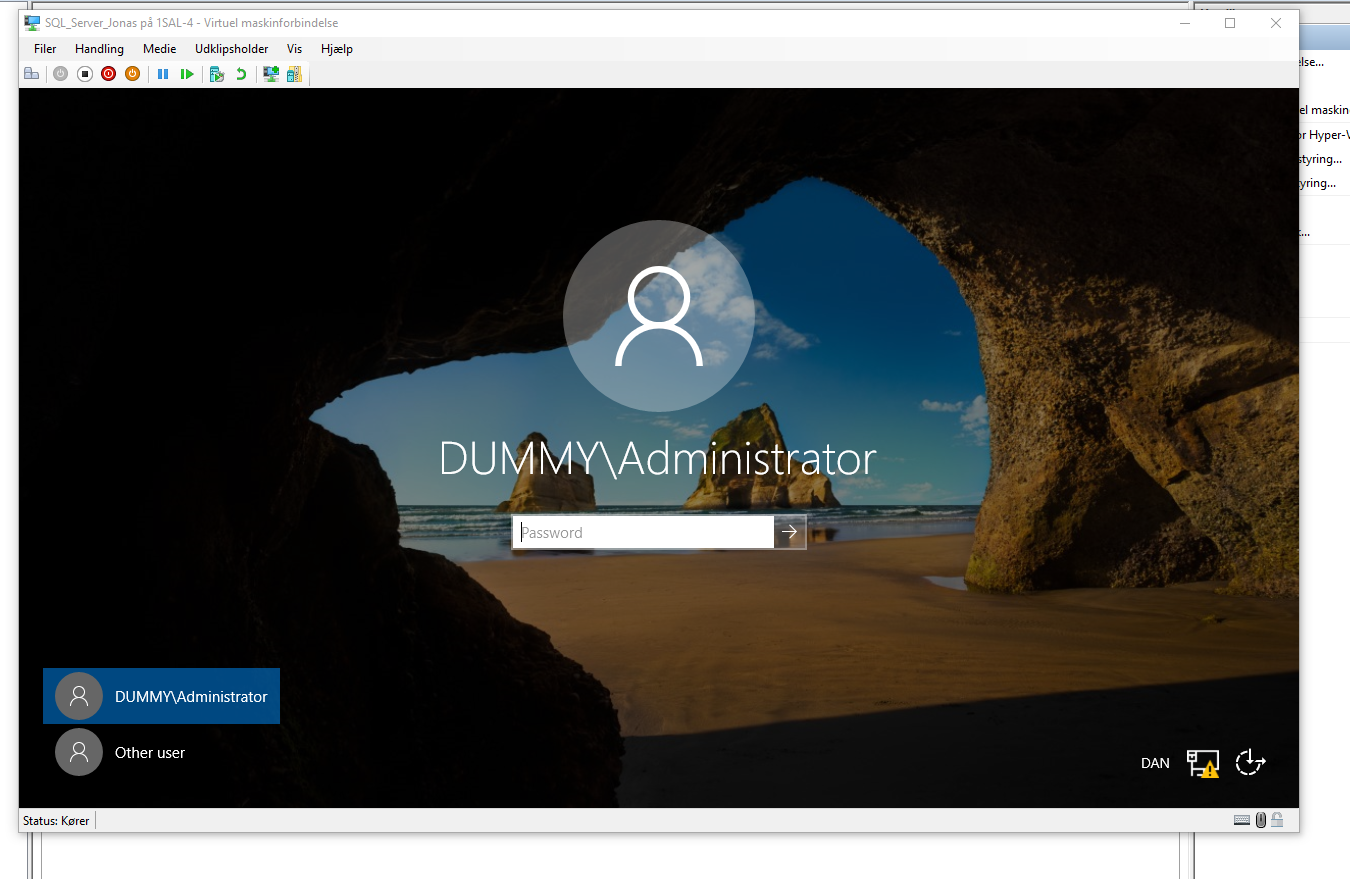 SQL_Server_Jonas på 1SAL-4 - Virtuel maskinforbindelse
Filer Handling Medie Udklipsholder Vis Hjælp
DUMMY\Administrator
Password
DUMMY\Administrator
Other user
DAN
Status: Kører
else...
el maskin
or Hyper-V
styring...
yring...